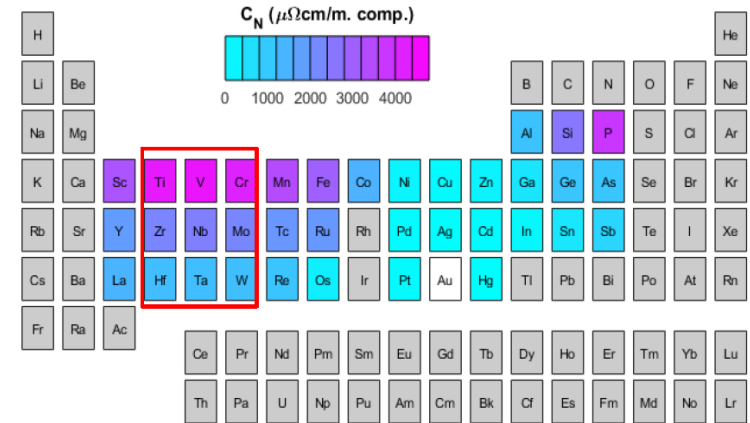 C_N (μΩcm/m. comp.)
0 1000 2000 3000 4000
H He
Li Be B C N O F Ne
Na Mg Al Si P S Cl Ar
K Ca Sc Ti V Cr Mn Fe Co Ni Cu Zn Ga Ge As Se Br Kr
Rb Sr Y Zr Nb Mo Tc Ru Rh Pd Ag Cd In Sn Sb Te I Xe
Cs Ba La Hf Ta W Re Os Ir Pt Au Hg Tl Pb Bi Po At Rn
Fr Ra Ac
Ce Pr Nd Pm Sm Eu Gd Tb Dy Ho Er Tm Yb Lu
Th Pa U Np Pu Am Cm Bk Cf Es Fm Md No Lr